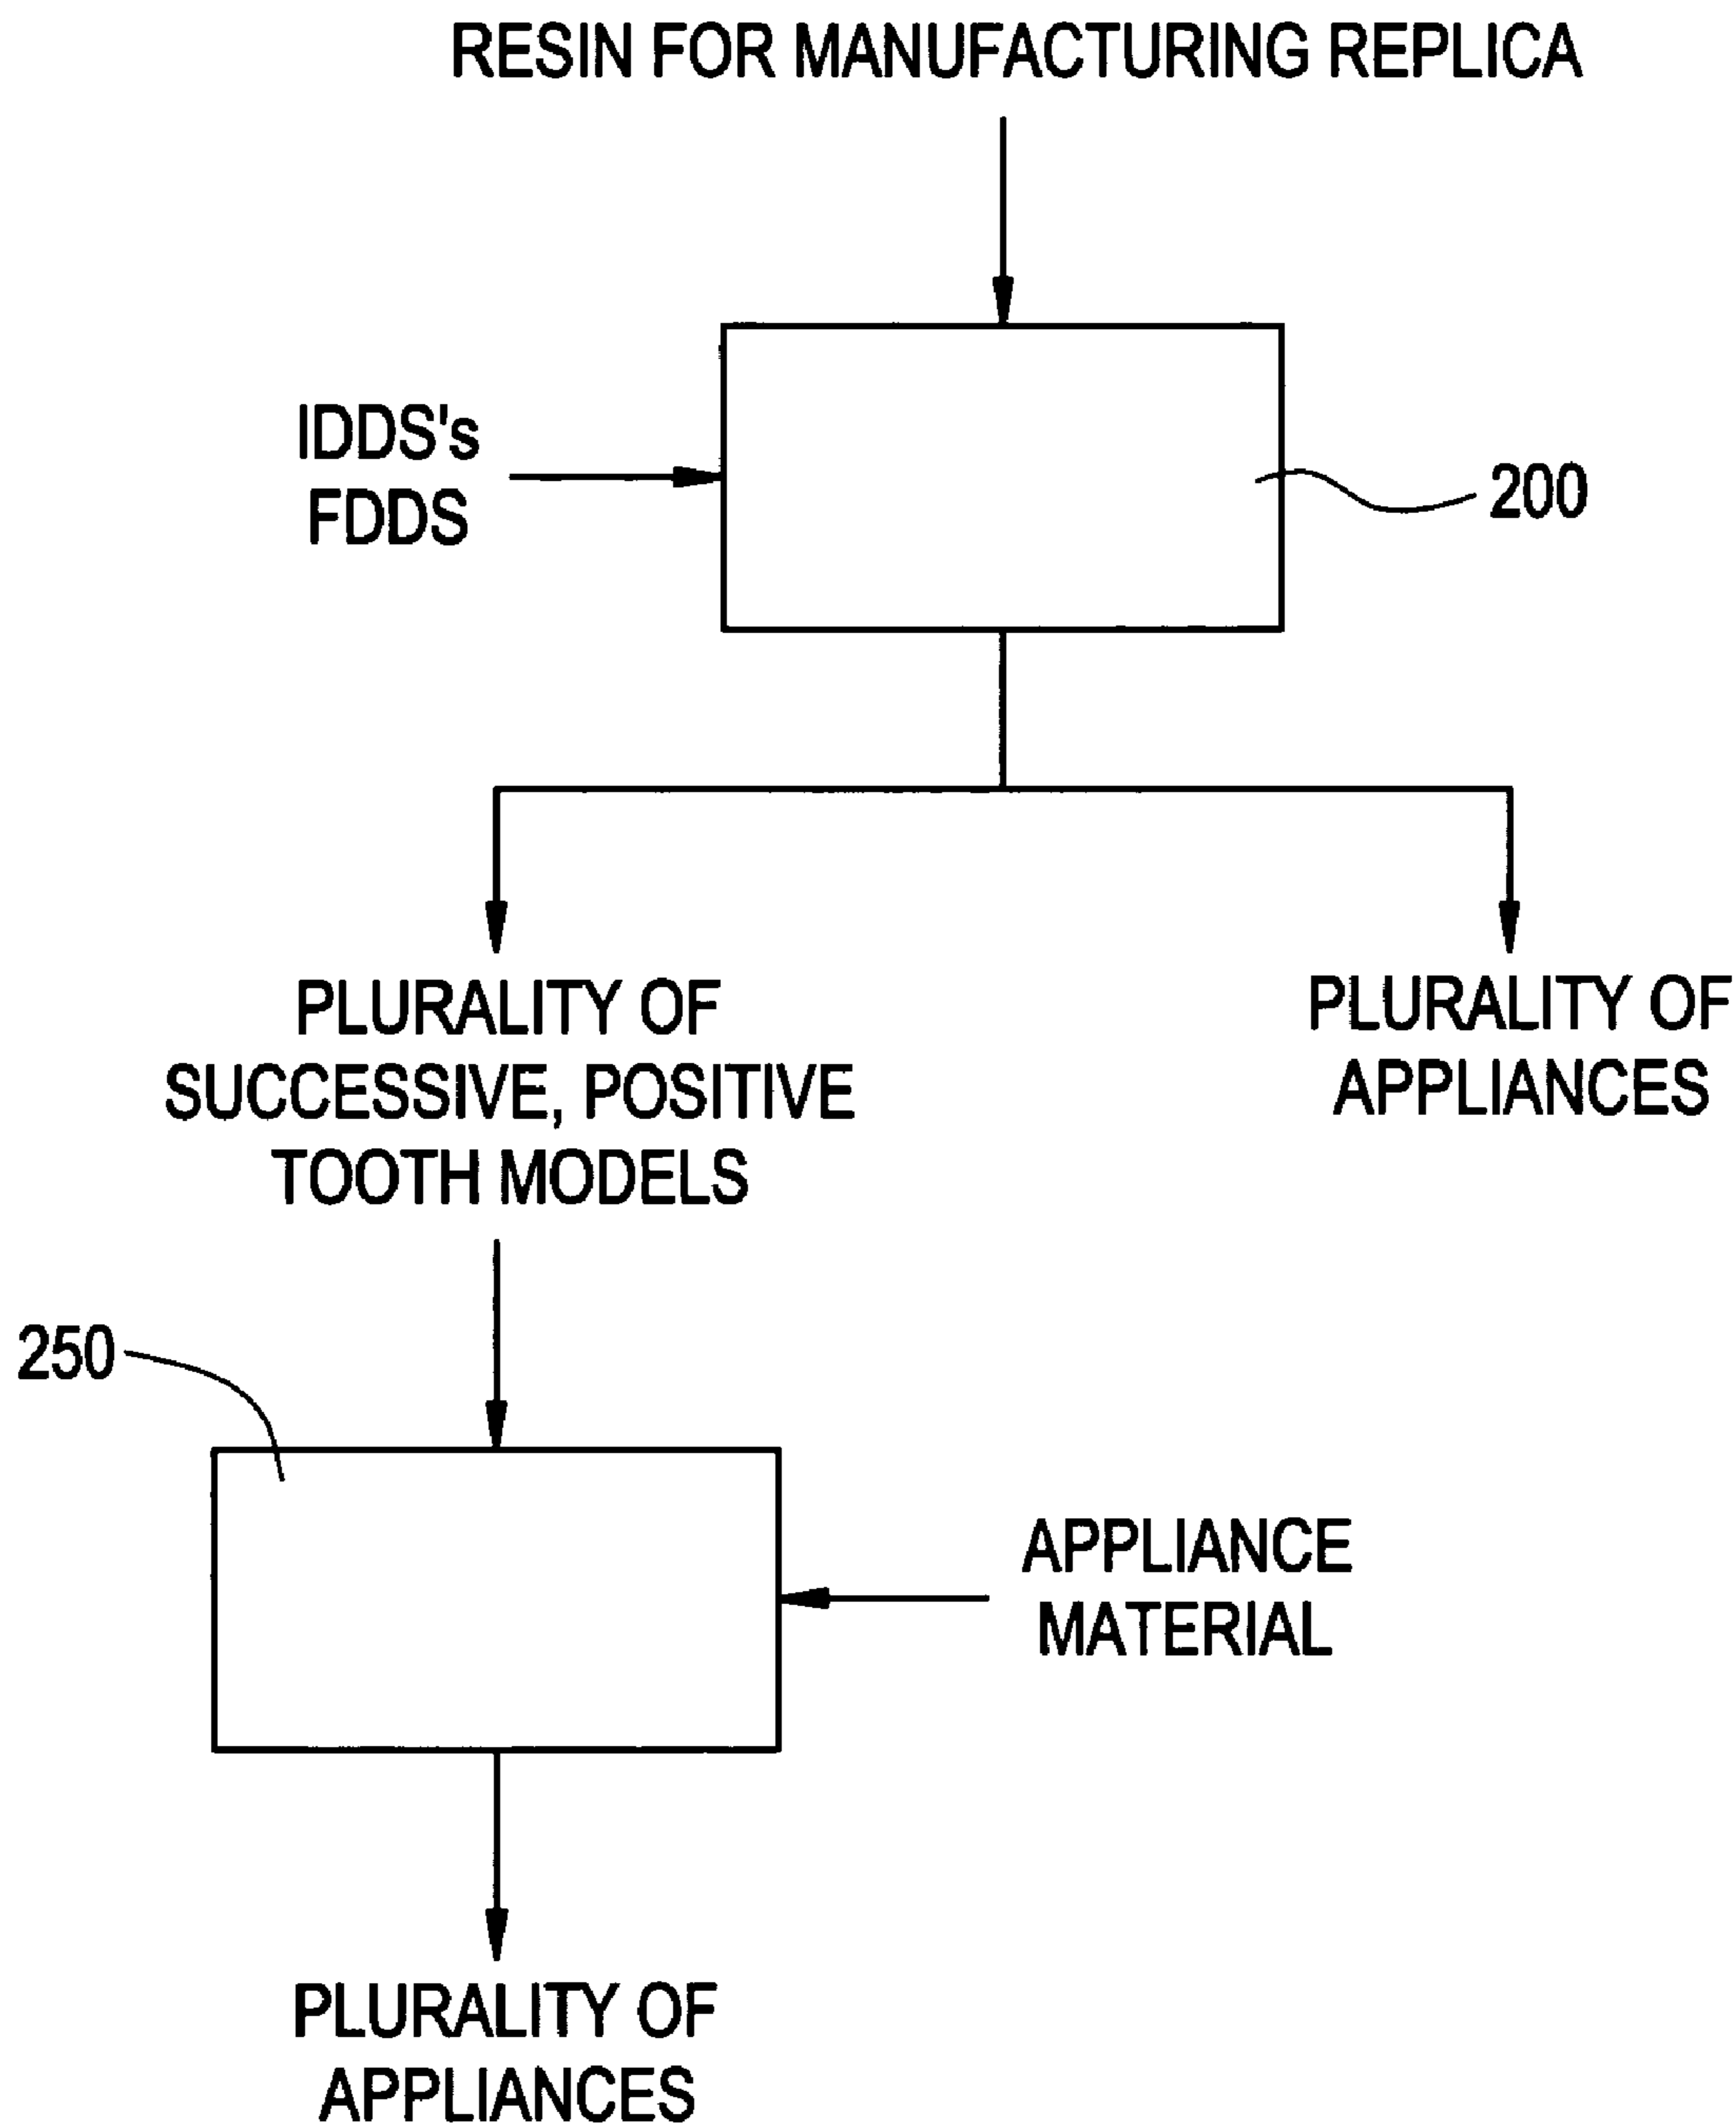 RESIN FOR MANUFACTURING REPLICA
IDDS's
FDDS
200
PLURALITY OF
SUCCESSIVE, POSITIVE
TOOTH MODELS
PLURALITY OF
APPLIANCES
250
APPLIANCE
MATERIAL
PLURALITY OF
APPLIANCES